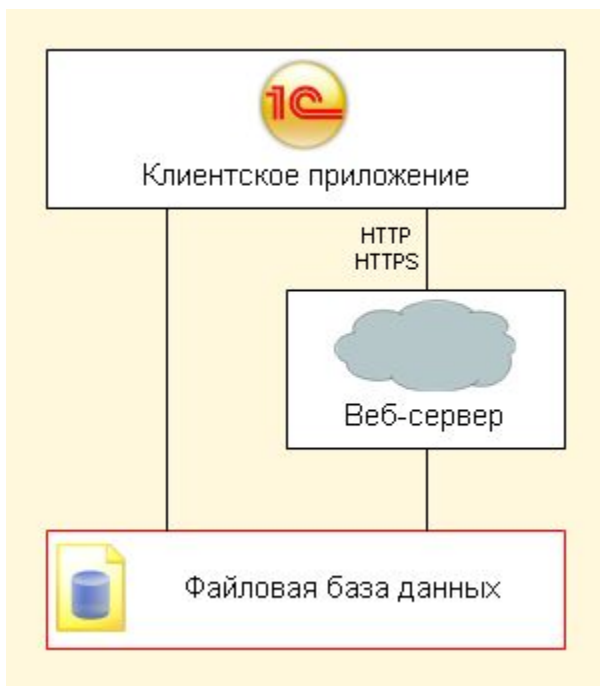 1С
Клиентское приложение
HTTP
HTTPS
Веб-сервер
Файловая база данных